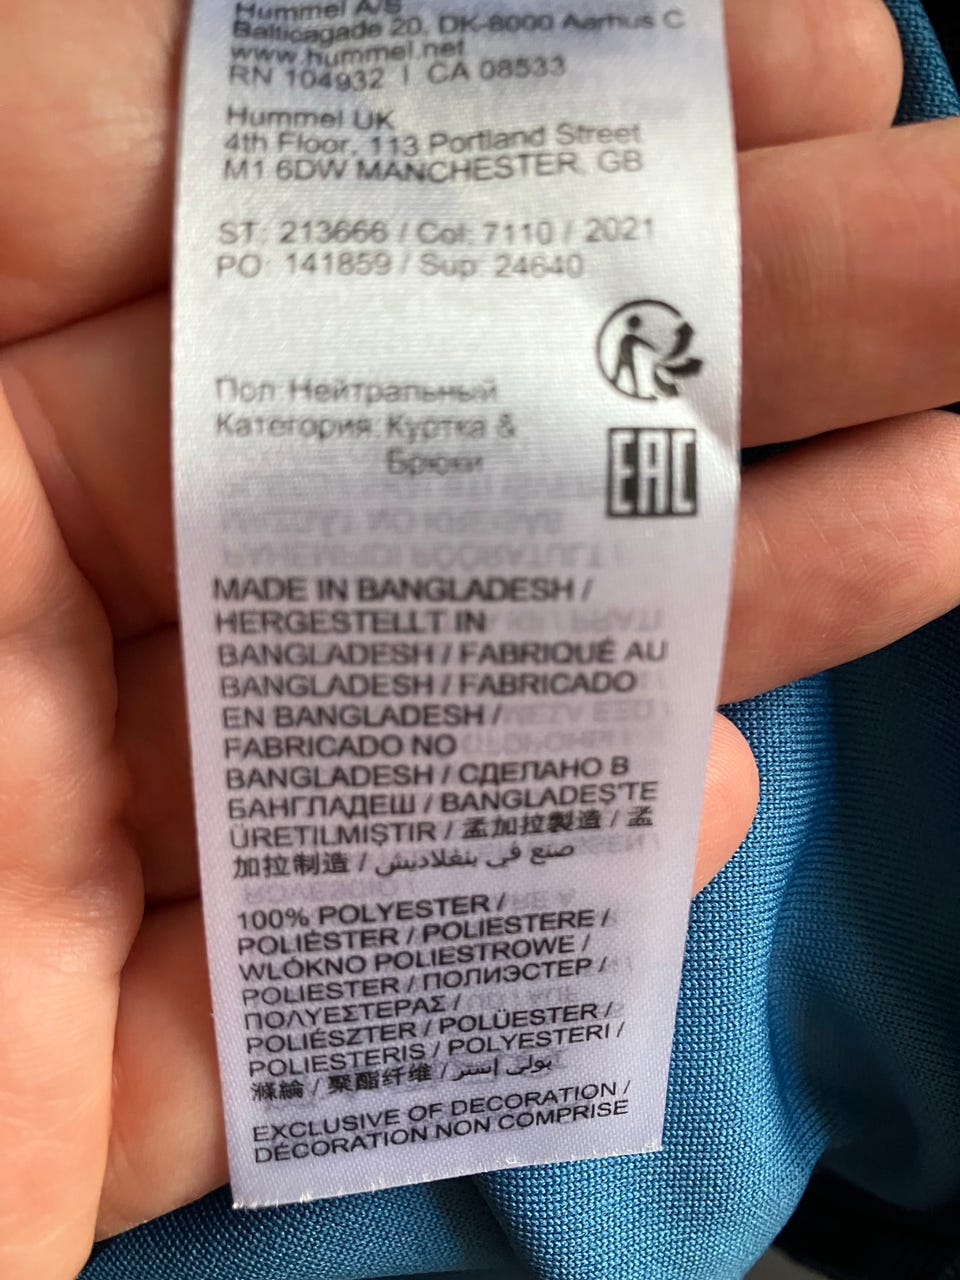 Hummel A/S
Balticagade 20, DK-8000 Aarhus C
www.hummel.net
RN 104932 | CA 08533
Hummel UK
4th Floor, 113 Portland Street
M1 6DW MANCHESTER, GB
ST: 213666 / Col: 7110 / 2021
PO: 141859 / Sup: 24640
Пол: Нейтральный
Категория: Куртка &
Брюки
EAC
MADE IN BANGLADESH /
HERGESTELLT IN
BANGLADESH / FABRIQUÉ AU
BANGLADESH / FABRICADO
EN BANGLADESH /
FABRICADO NO
BANGLADESH / СДЕЛАНО В
БАНГЛАДЕШ / BANGLADEŞ'TE
ÜRETILMIŞTIR / 孟加拉製造 / 孟
加拉制造 / صنع في بنغلاديش
100% POLYESTER /
POLIÉSTER / POLIESTERE /
WLÓKNO POLIESTROWE /
POLIESTER / ПОЛИЭСТЕР /
ΠΟΛΥΕΣΤΕΡΑΣ /
POLIÉSZTER / POLÜESTER /
POLIESTERIS / POLYESTERI /
滌綸 / 聚酯纤维 / بولي إستر
EXCLUSIVE OF DECORATION /
DÉCORATION NON COMPRISE